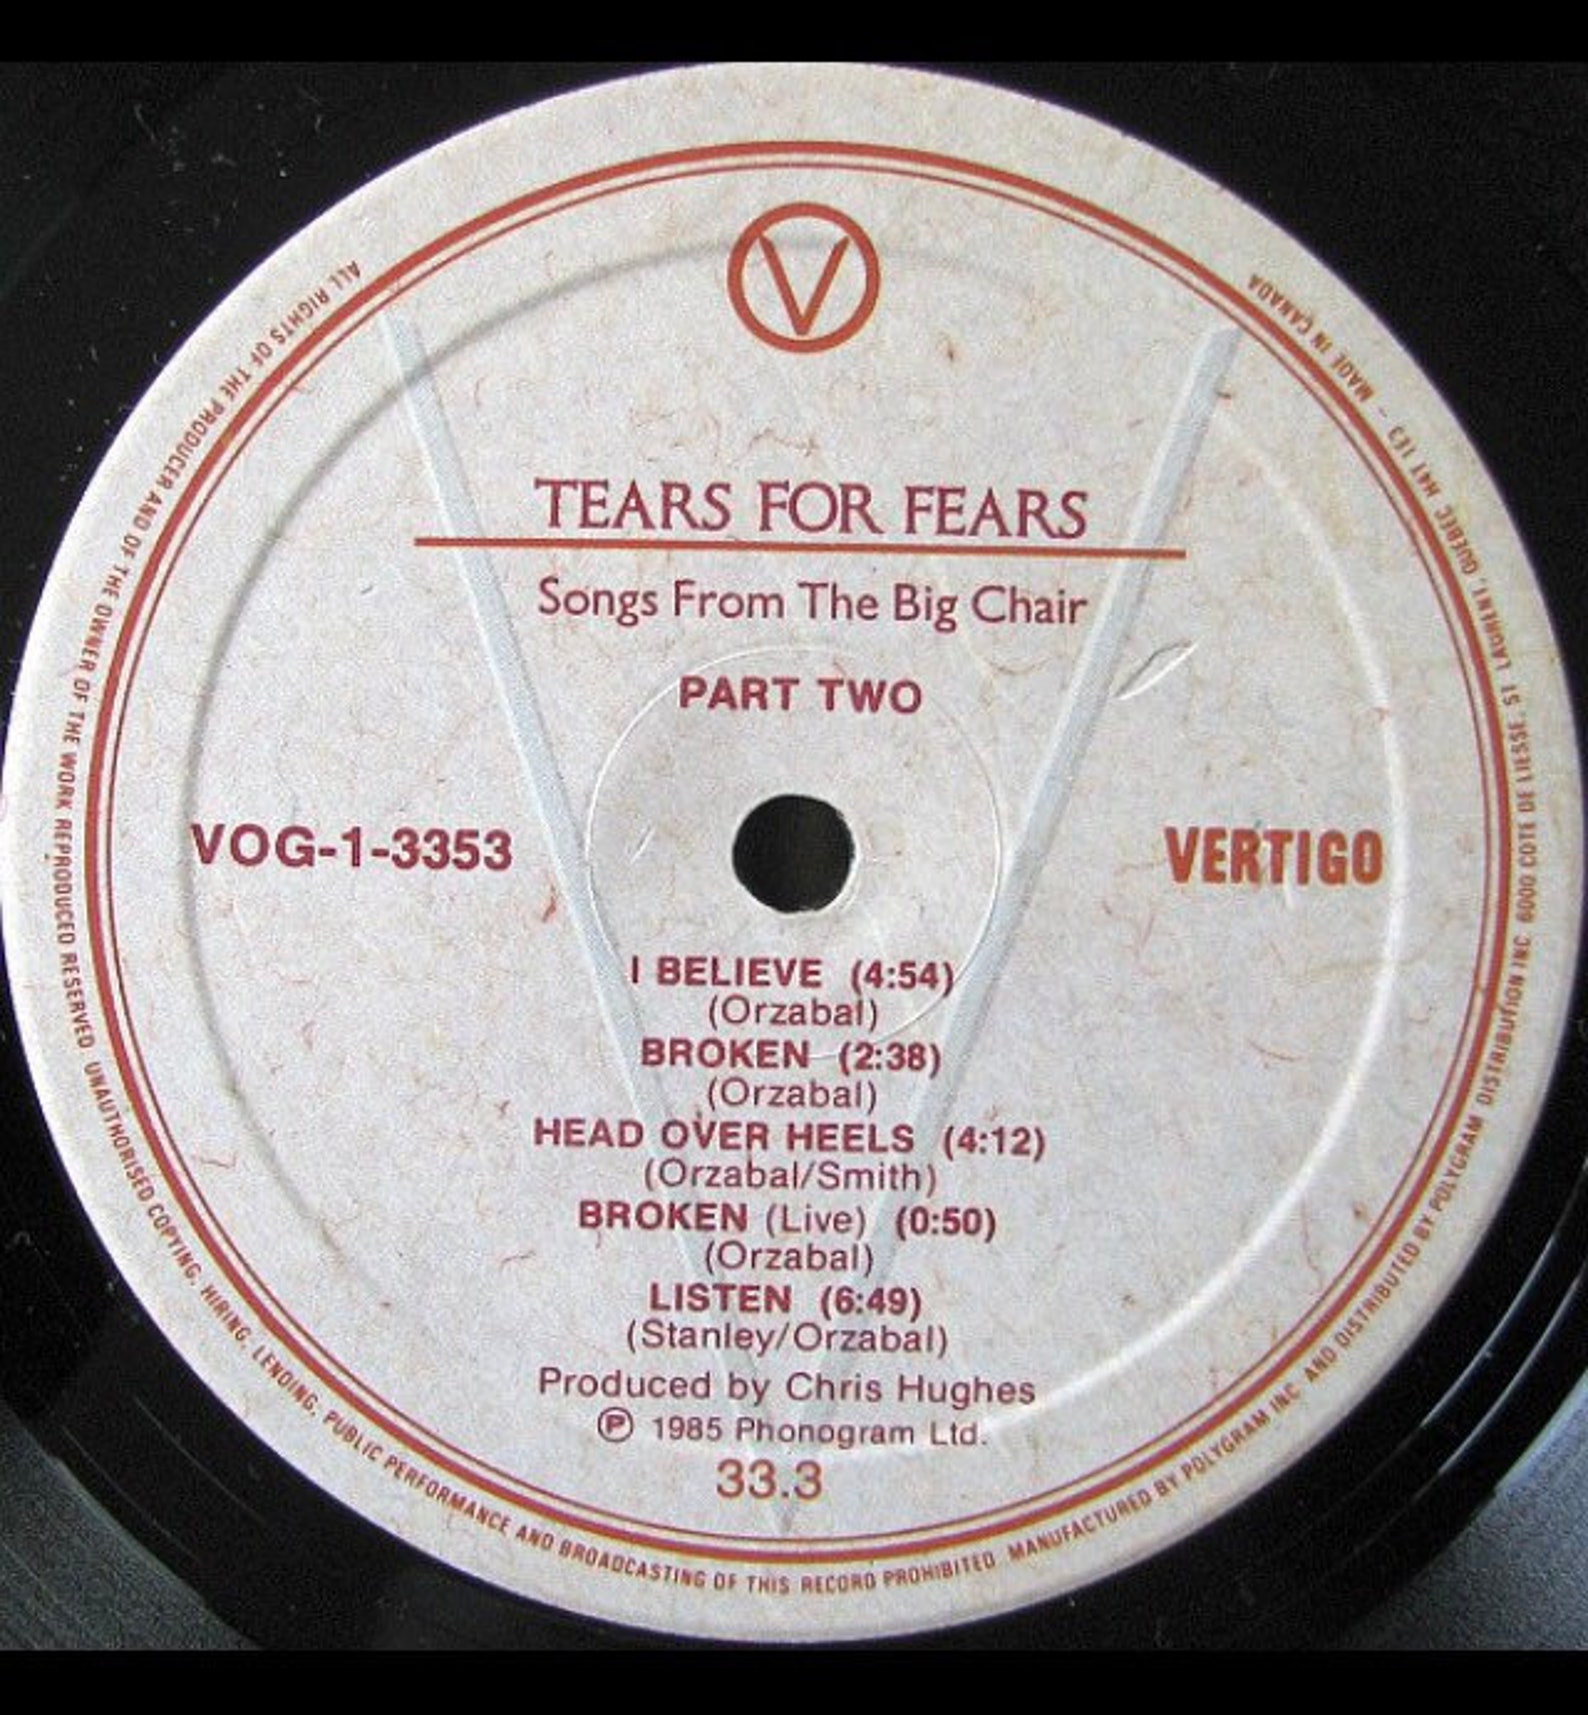 V
TEARS FOR FEARS
Songs From The Big Chair
PART TWO
VOG-1-3353
VERTIGO
I BELIEVE (4:54)
(Orzabal)
BROKEN (2:38)
(Orzabal)
HEAD OVER HEELS (4:12)
(Orzabal/Smith)
BROKEN (Live) (0:50)
(Orzabal)
LISTEN (6:49)
(Stanley/Orzabal)
Produced by Chris Hughes
Ⓟ 1985 Phonogram Ltd.
33.3
ALL RIGHTS OF THE PRODUCER AND OF THE OWNER OF THE WORK REPRODUCED RESERVED. UNAUTHORISED COPYING, HIRING, LENDING, PUBLIC PERFORMANCE AND BROADCASTING OF THIS RECORD PROHIBITED. MANUFACTURED BY POLYGRAM INC. AND DISTRIBUTED BY POLYGRAM DISTRIBUTION INC. 6000 COTE DE LIESSE, ST LAURENT, QUEBEC H4T 1E3 – MADE IN CANADA